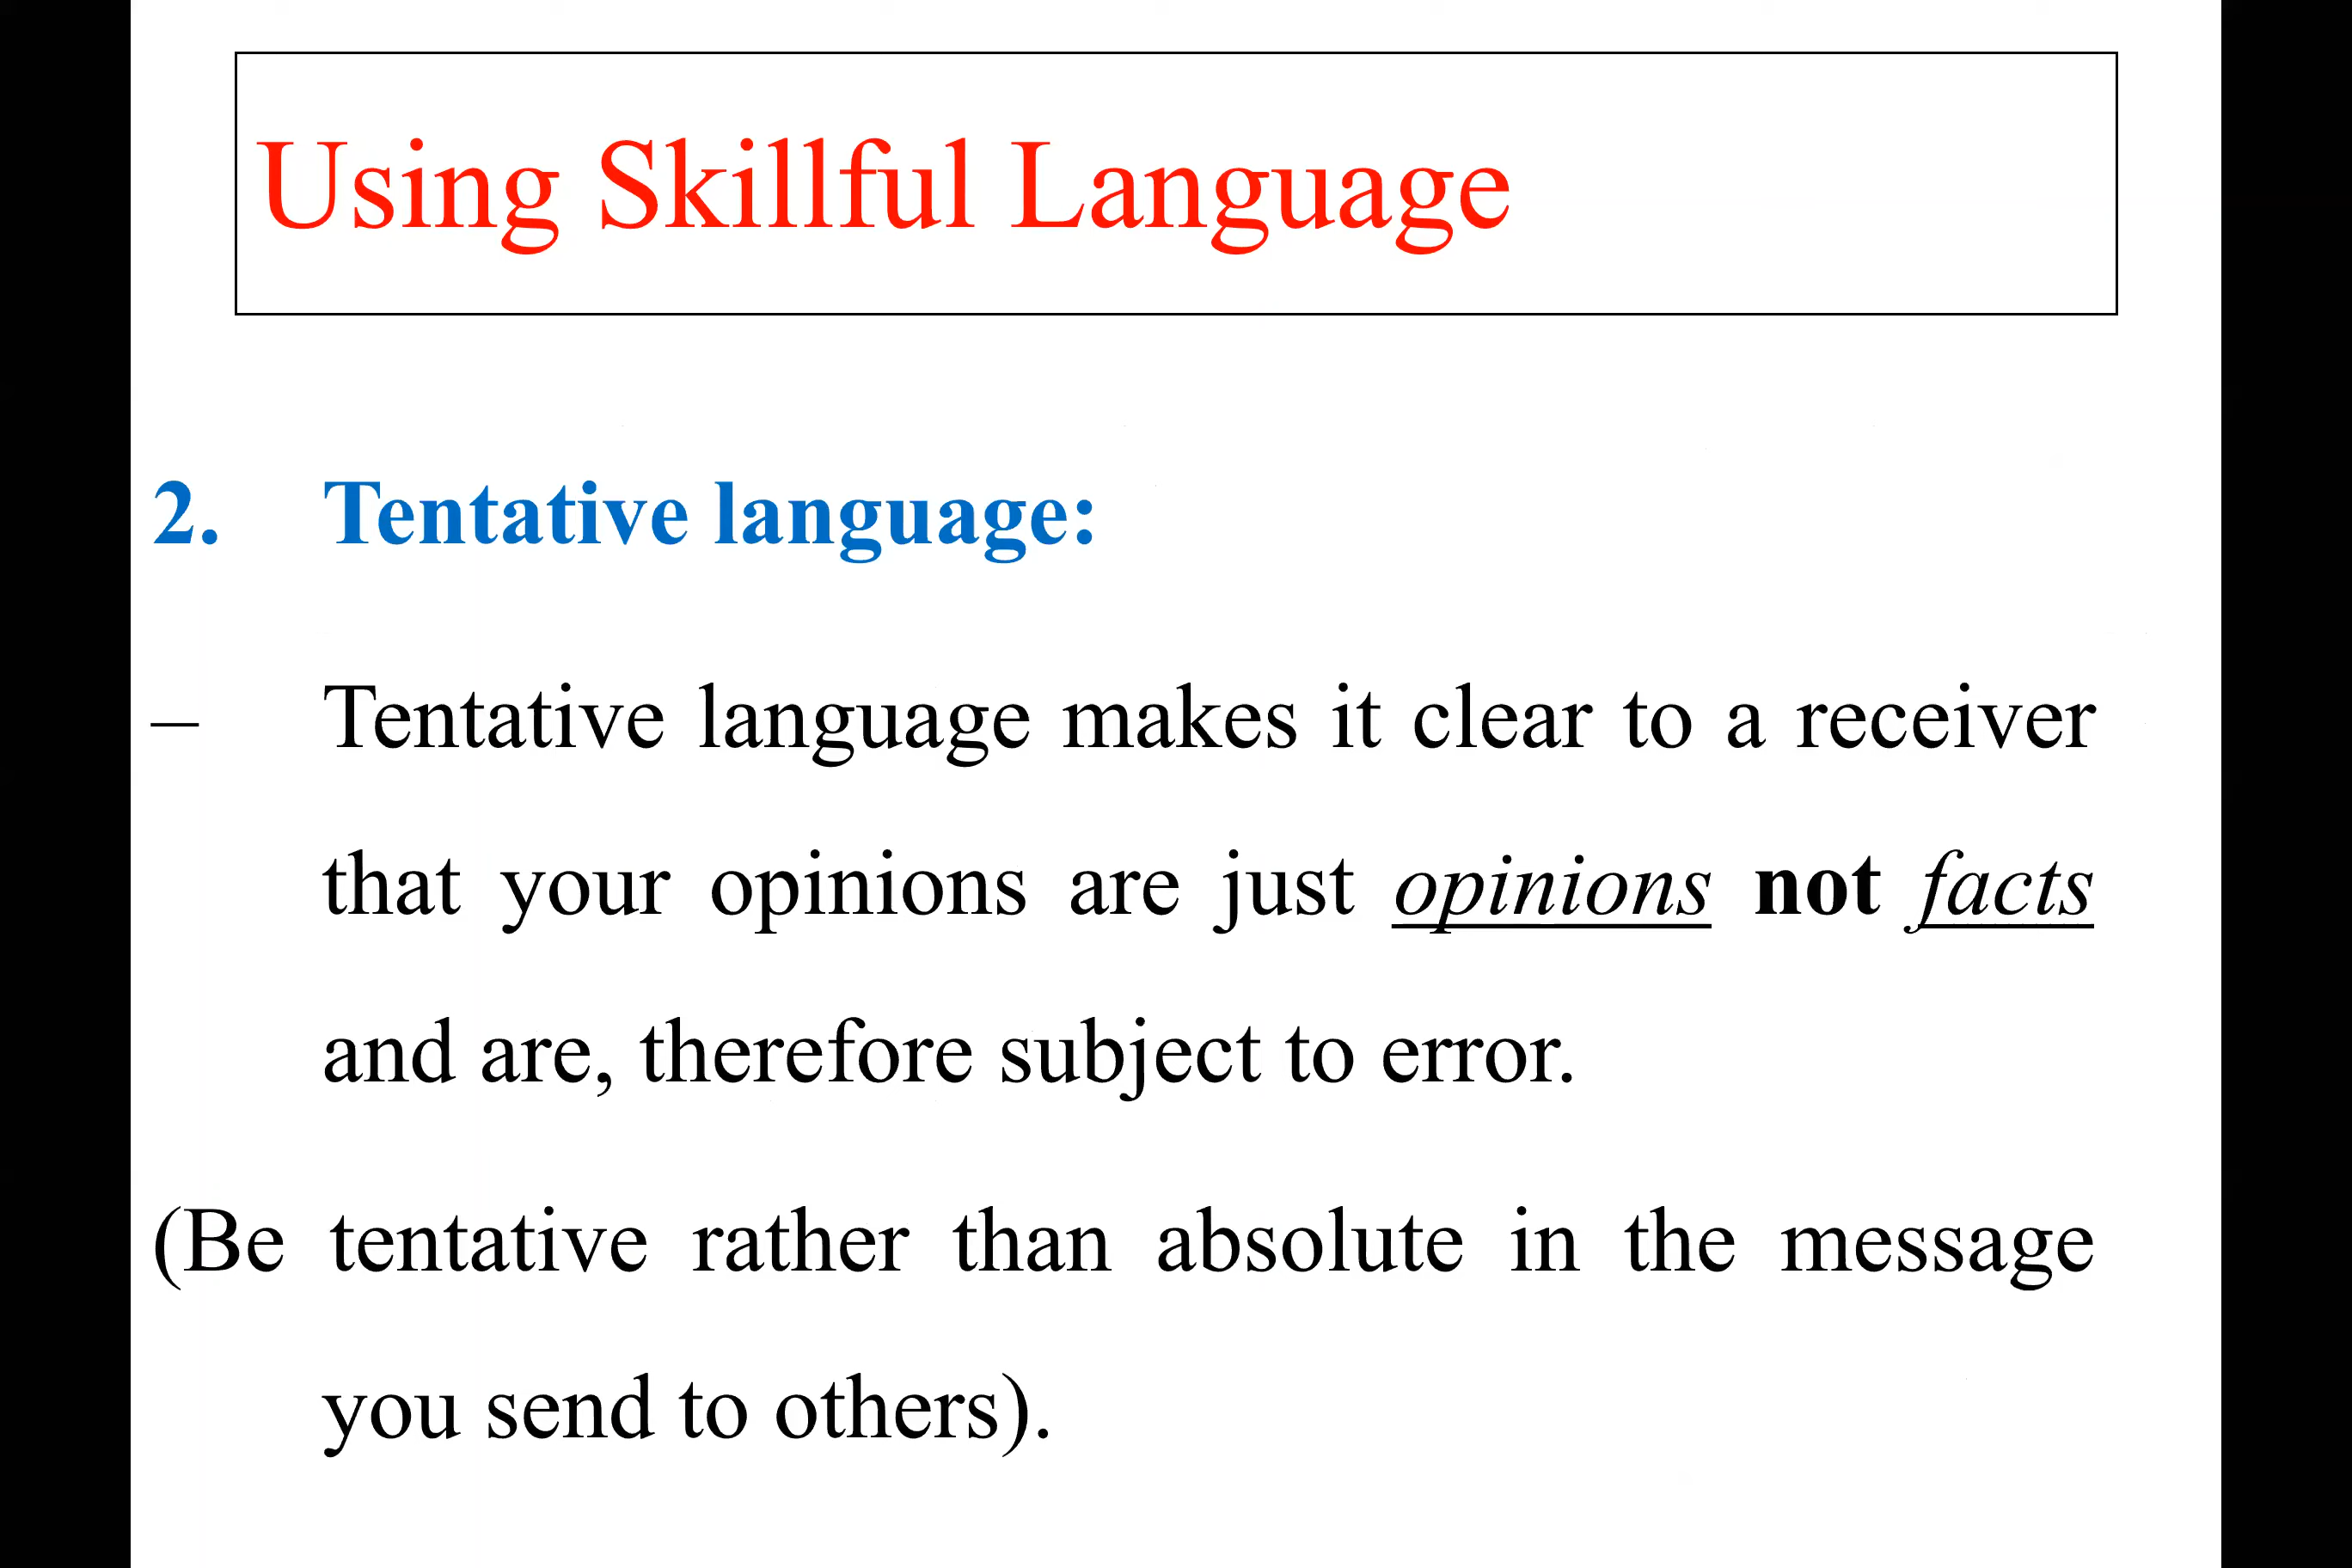 Using Skillful Language
2. Tentative language:
– Tentative language makes it clear to a receiver
that your opinions are just opinions not facts
and are, therefore subject to error.
(Be tentative rather than absolute in the message
you send to others).